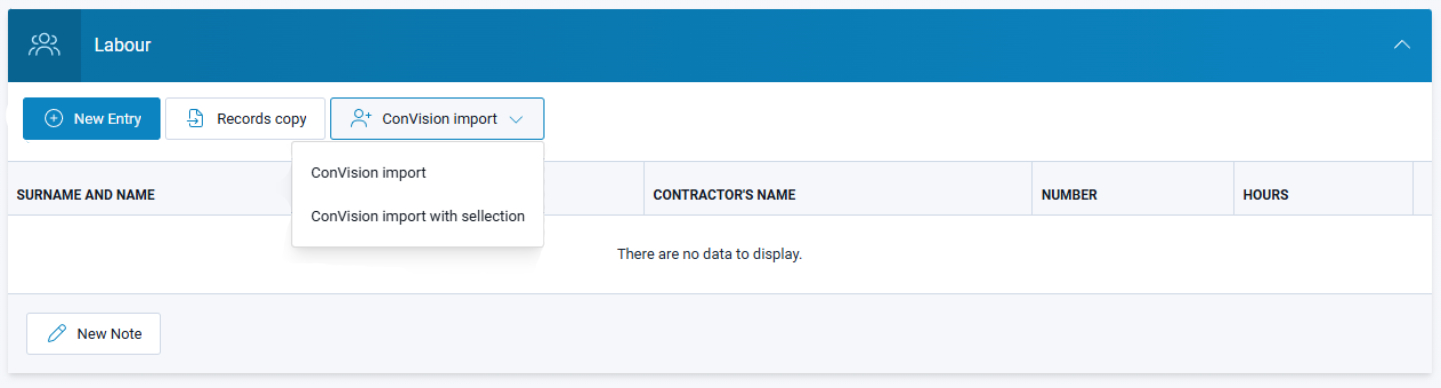 Labour
New Entry
Records copy
ConVision import
ConVision import
ConVision import with sellection
SURNAME AND NAME
CONTRACTOR'S NAME
NUMBER
HOURS
There are no data to display.
New Note